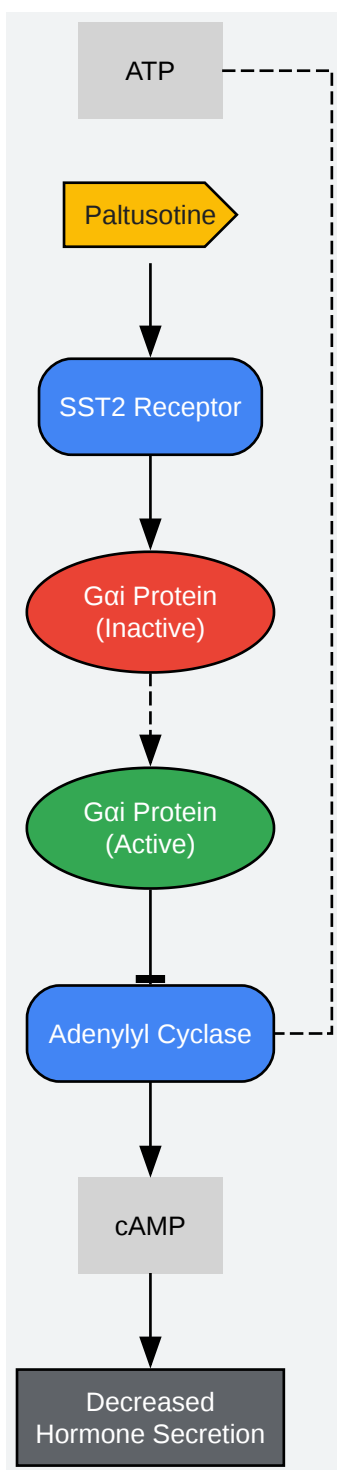 ATP
Paltusotine
SST2 Receptor
Gαi Protein
(Inactive)
Gαi Protein
(Active)
Adenylyl Cyclase
cAMP
Decreased
Hormone Secretion